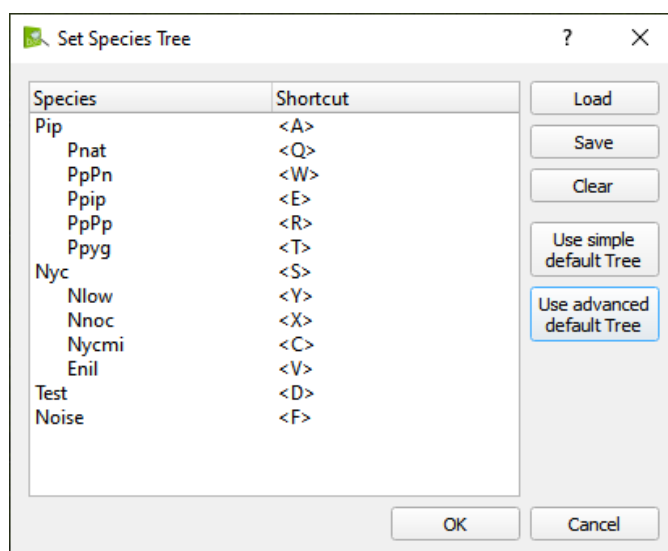 Set Species Tree
?
Species Shortcut
Pip <A>
Pnat <Q>
PpPn <W>
Ppip <E>
PpPp <R>
Ppyg <T>
Nyc <S>
Nlow <Y>
Nnoc <X>
Nycmi <C>
Enil <V>
Test <D>
Noise <F>
Load
Save
Clear
Use simple
default Tree
Use advanced
default Tree
OK
Cancel